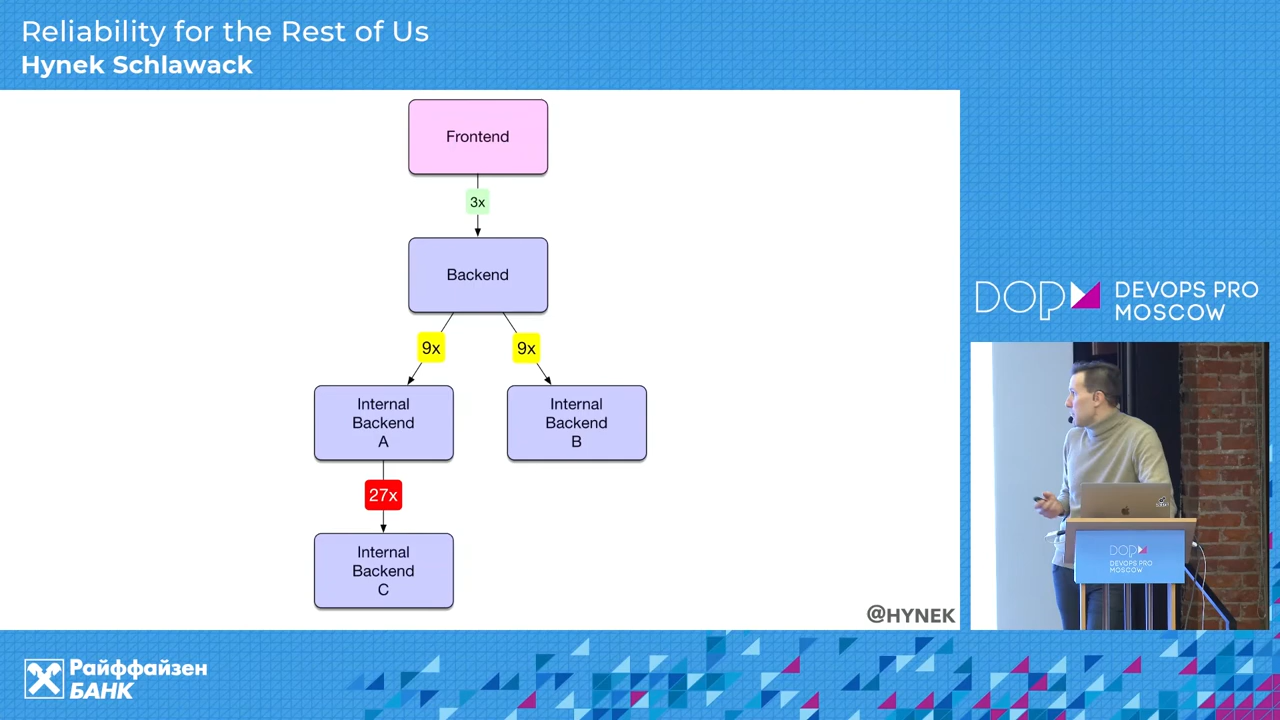 Reliability for the Rest of Us
Hynek Schlawack
Frontend
3x
Backend
9x
9x
Internal
Backend
A
Internal
Backend
B
27x
Internal
Backend
C
@HYNEK
DOP
DEVOPS PRO
MOSCOW
DOP
DEVOPS PRO
MOSCOW
Райффайзен
БАНК